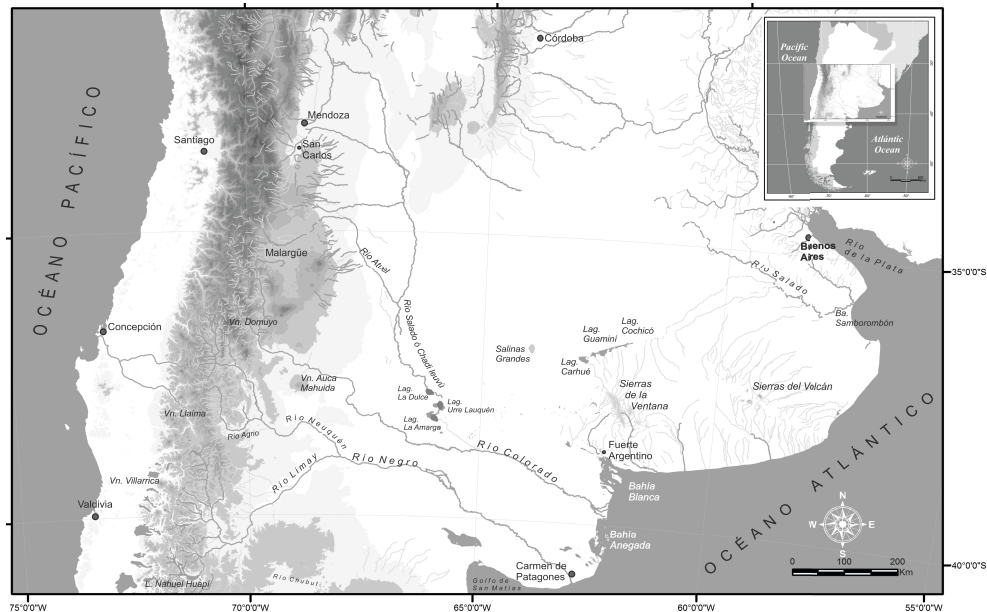 Córdoba
Pacific
Ocean
Atlántic
Ocean
Mendoza
Santiago
San
Carlos
OCÉANO PACÍFICO
Malargüe
Río Atuel
Buenos
Aires
Río
de la Plata
35°0'0"W
Río Salado
Ba.
Samborombón
Vn. Domuyo
Concepción
Río Salado ó Chadi leuvú
Lag.
Cochicó
Lag.
Guaminí
Salinas
Grandes
Lag.
Carhué
Vn. Auca
Mahuida
Lag.
La Dulce
Lag.
Urre Lauquén
Sierras
de la
Ventana
Sierras del Velcán
Vn. Llaima
Lag.
La Amarga
Río Agrio
Río Neuquén
Fuerte
Argentino
Río Negro
Río Colorado
Río Limay
OCÉANO ATLÁNTICO
Vn. Villarrica
Bahía
Blanca
Valdivia
N
W
E
S
Bahía
Anegada
0 100 200
Km
Carmen de
Patagones
40°0'0"W
L. Nahuel Huapi
Río Chubut
Golfo de
San Matías
75°0'0"W
70°0'0"W
65°0'0"W
60°0'0"W
55°0'0"W